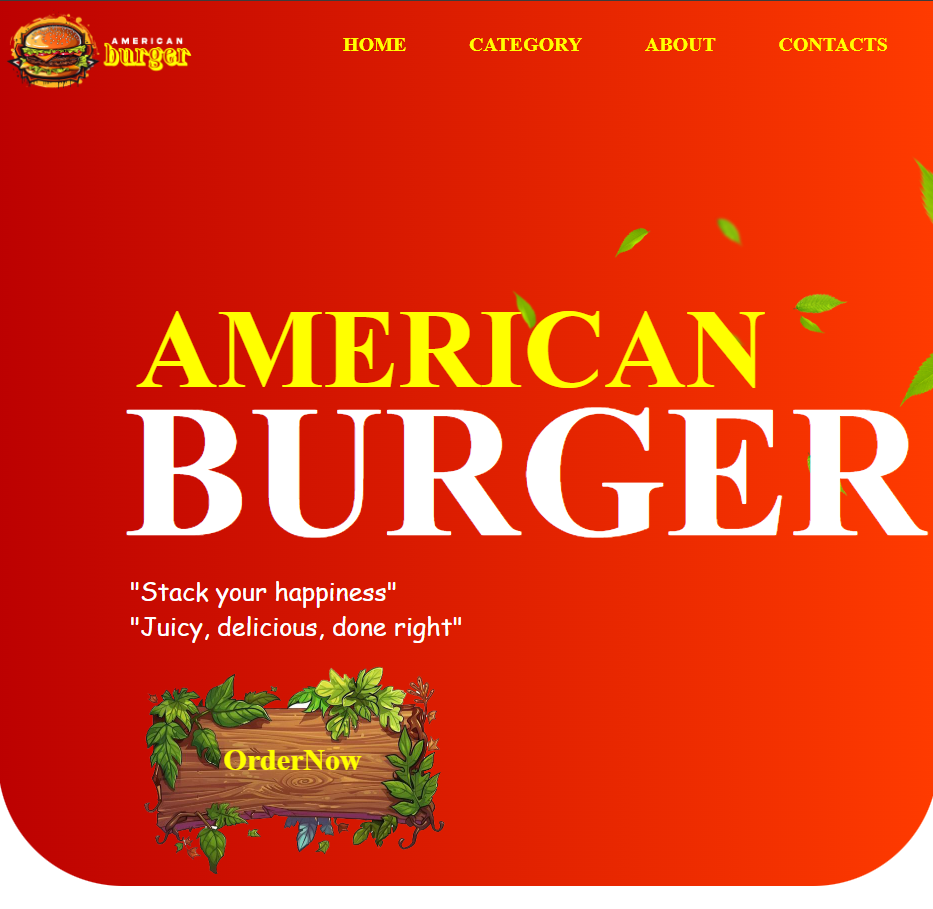 AMERICAN
burger
HOME CATEGORY ABOUT CONTACTS
AMERICAN
BURGER
"Stack your happiness"
"Juicy, delicious, done right"
OrderNow